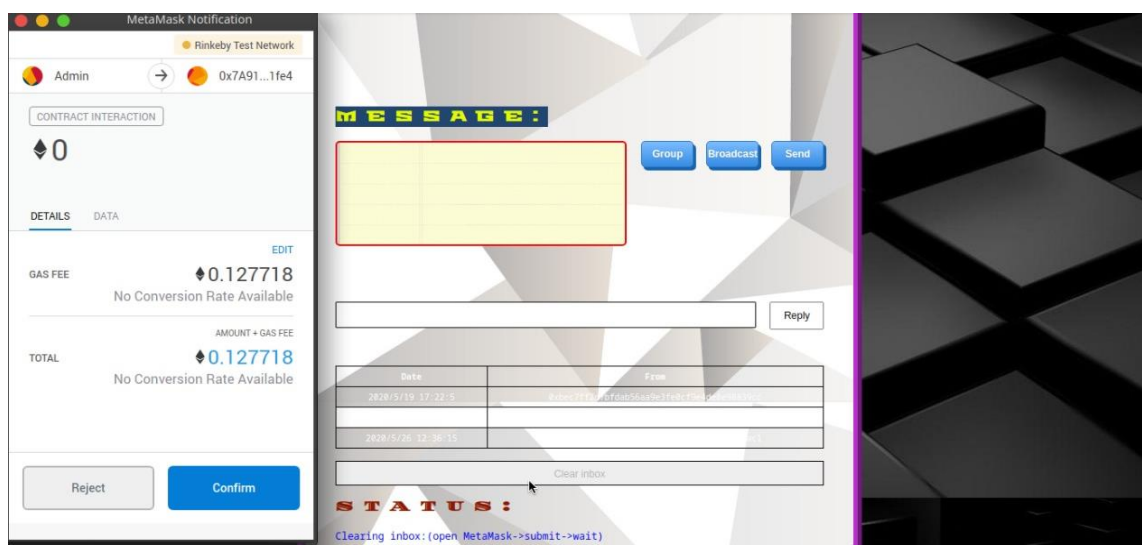 MetaMask Notification
Rinkeby Test Network
Admin
0x7A91...1fe4
CONTRACT INTERACTION
0
DETAILS DATA
EDIT
GAS FEE 0.127718
No Conversion Rate Available
AMOUNT + GAS FEE
TOTAL 0.127718
No Conversion Rate Available
Reject Confirm
MESSAGE:
Group Broadcast Send
Reply
Date From
2020/5/19 17:22:5
2020/5/26 12:36:15
Clear inbox
STATUS:
Clearing inbox:(open MetaMask->submit->wait)